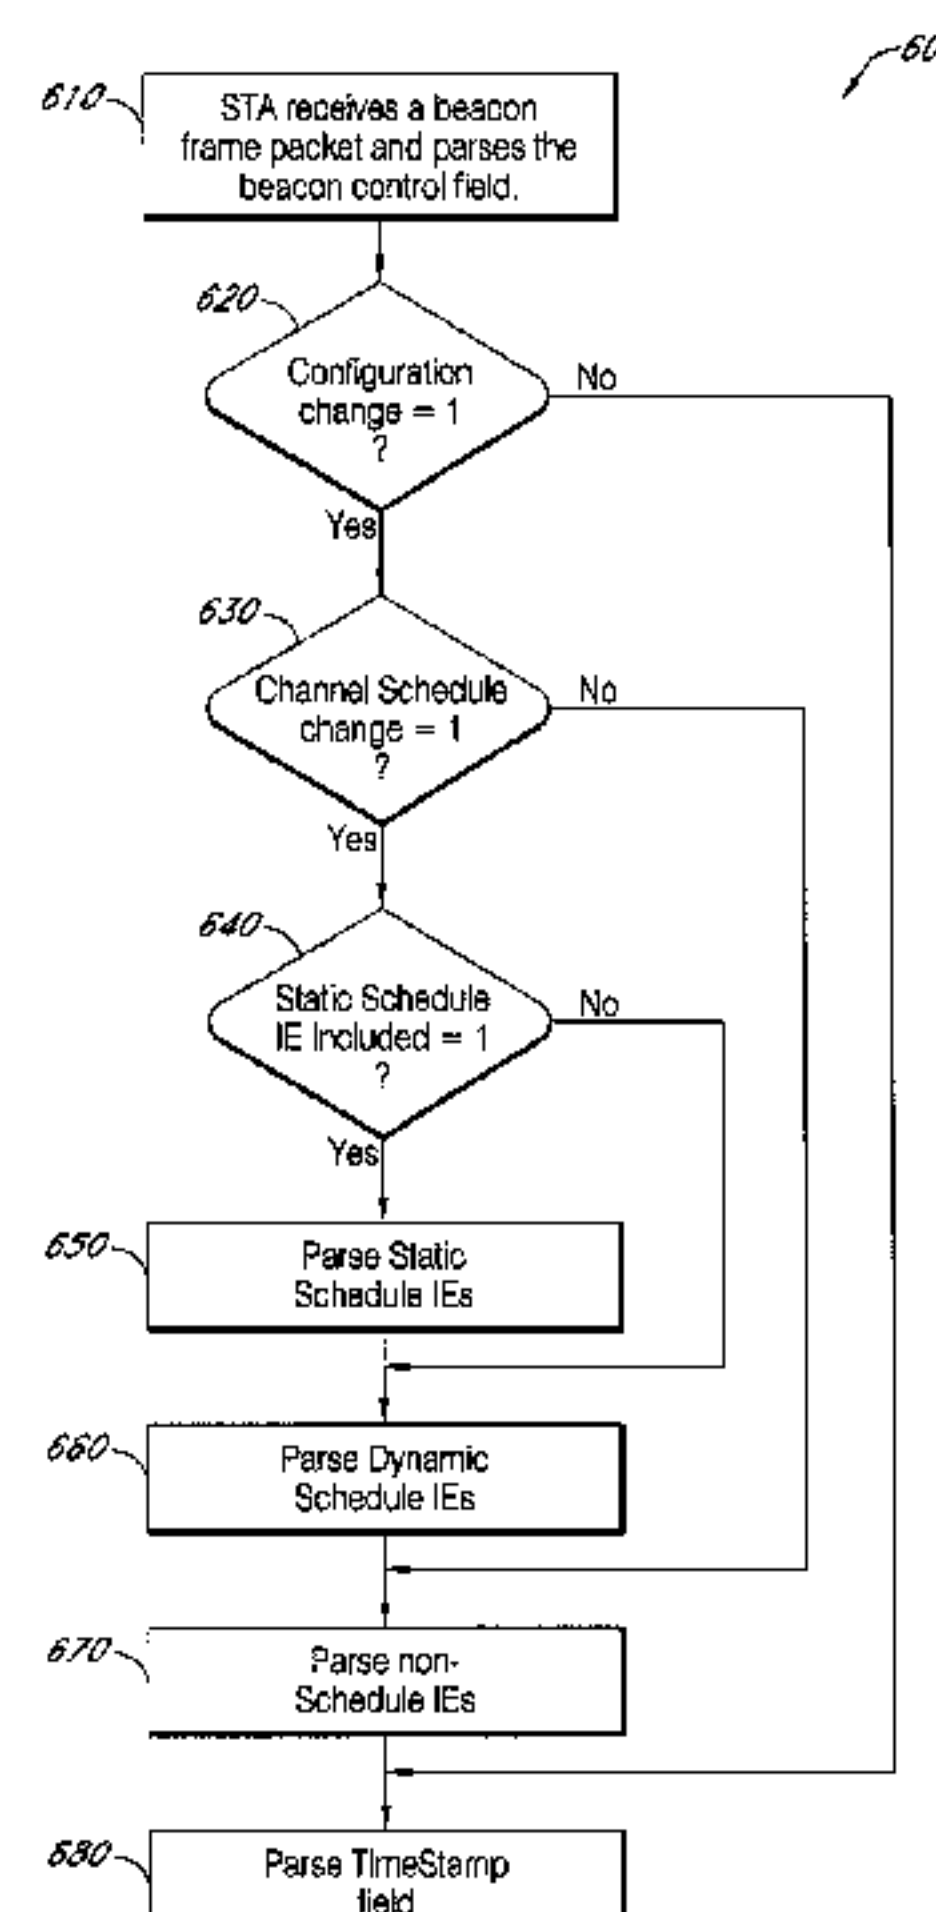 60
610
STA receives a beacon
frame packet and parses the
beacon control field.
620
Configuration
change = 1
?
No
Yes
630
Channel Schedule
change = 1
?
No
Yes
640
Static Schedule
IE Included = 1
?
No
Yes
650
Parse Static
Schedule IEs
660
Parse Dynamic
Schedule IEs
670
Parse non-
Schedule IEs
680
Parse TimeStamp
field